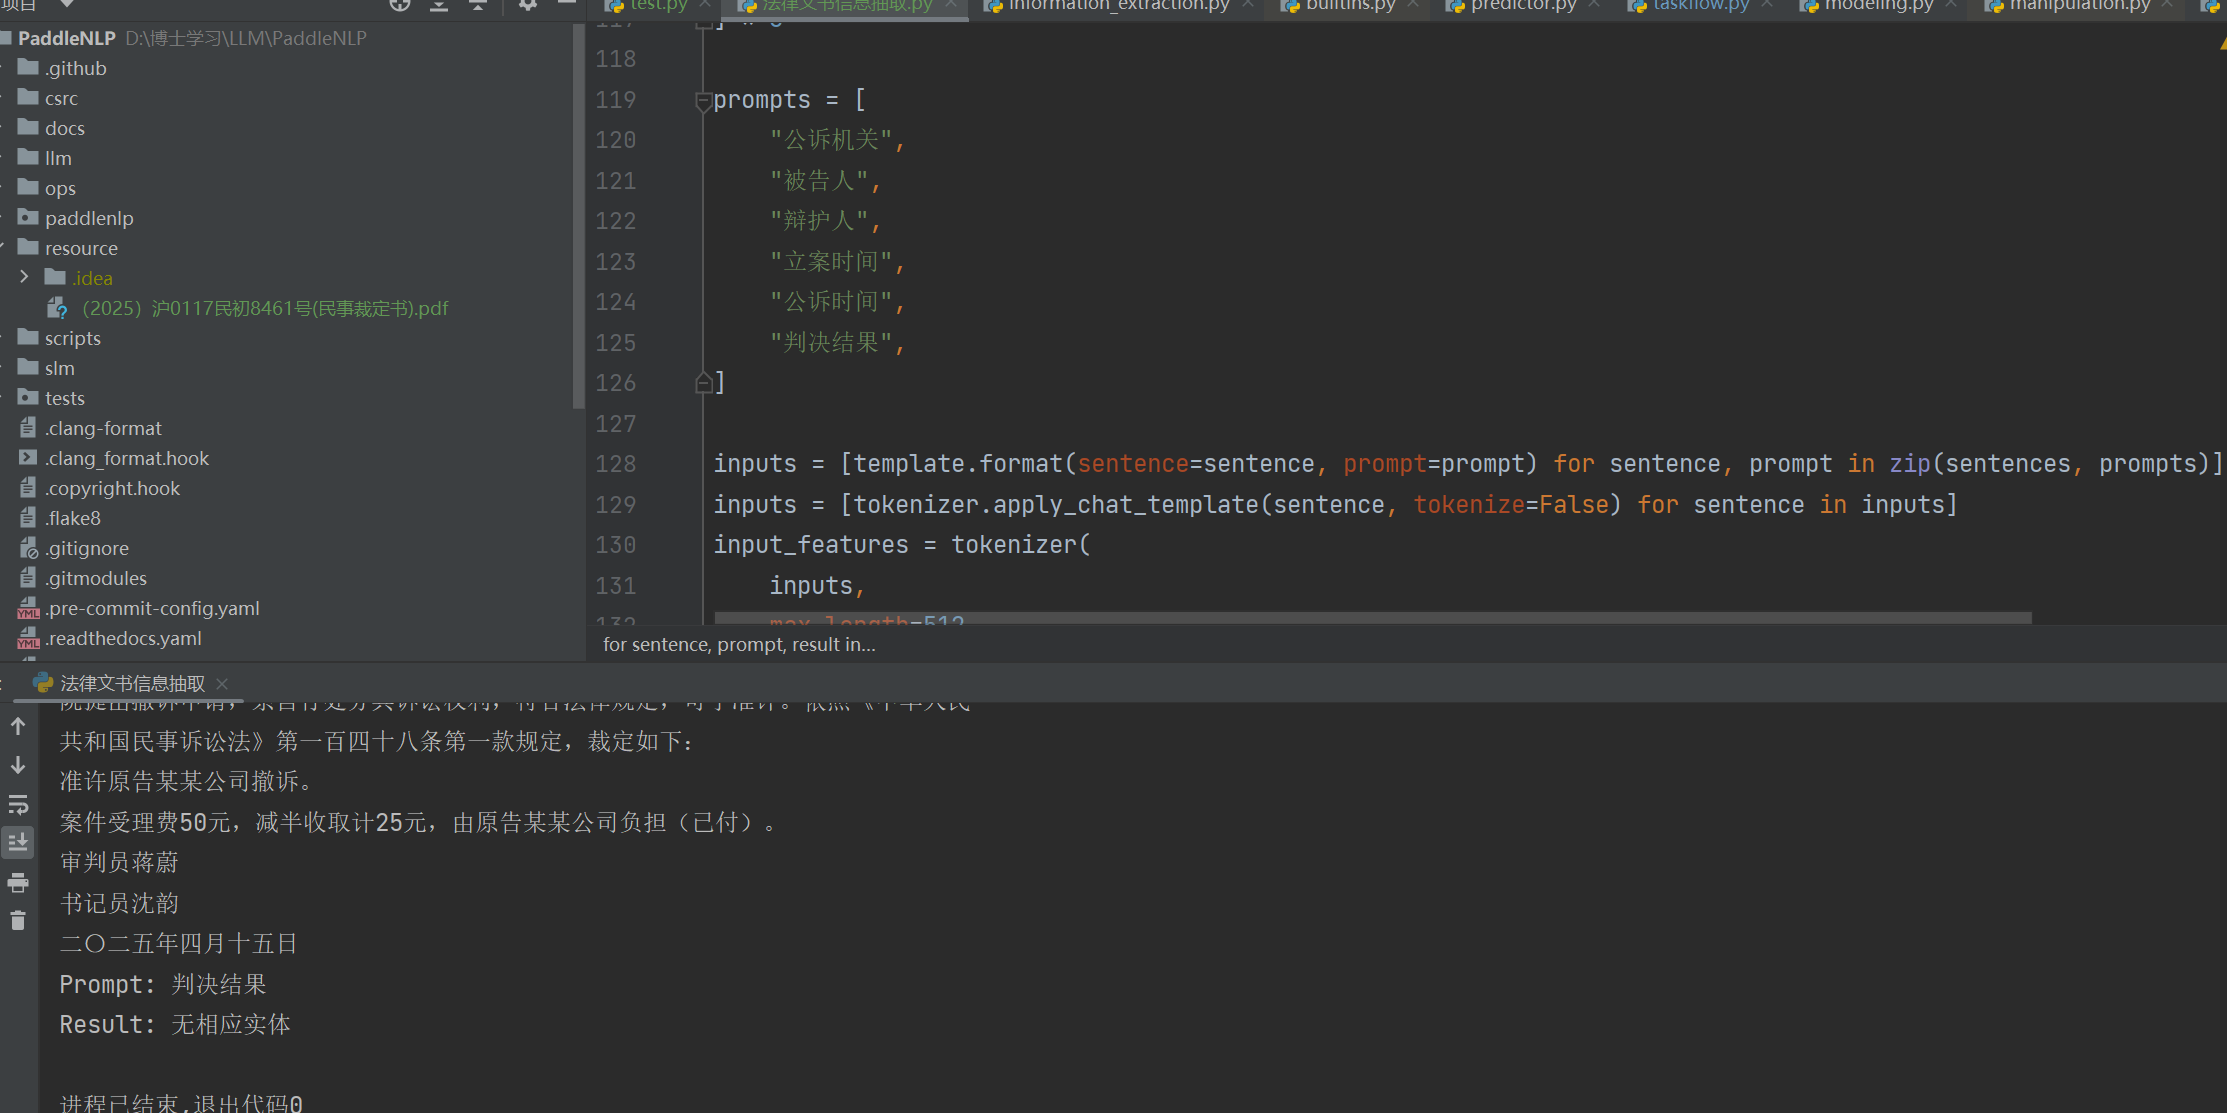 项目
test.py
法律文书信息抽取.py
information_extraction.py
builtins.py
predictor.py
taskflow.py
modeling.py
manipulation.py
PaddleNLP D:\博士学习\LLM\PaddleNLP
.github
csrc
docs
llm
ops
paddlenlp
resource
.idea
（2025）沪0117民初8461号(民事裁定书).pdf
scripts
slm
tests
.clang-format
.clang_format.hook
.copyright.hook
.flake8
.gitignore
.gitmodules
.pre-commit-config.yaml
.readthedocs.yaml
118
119 prompts = [
120 "公诉机关",
121 "被告人",
122 "辩护人",
123 "立案时间",
124 "公诉时间",
125 "判决结果",
126 ]
127
128 inputs = [template.format(sentence=sentence, prompt=prompt) for sentence, prompt in zip(sentences, prompts)]
129 inputs = [tokenizer.apply_chat_template(sentence, tokenize=False) for sentence in inputs]
130 input_features = tokenizer(
131 inputs,
132 max_length=512
for sentence, prompt, result in...
法律文书信息抽取
共和国民事诉讼法》第一百四十八条第一款规定，裁定如下：
准许原告某某公司撤诉。
案件受理费50元，减半收取计25元，由原告某某公司负担（已付）。
审判员蒋蔚
书记员沈韵
二〇二五年四月十五日
Prompt: 判决结果
Result: 无相应实体
进程已结束,退出代码0